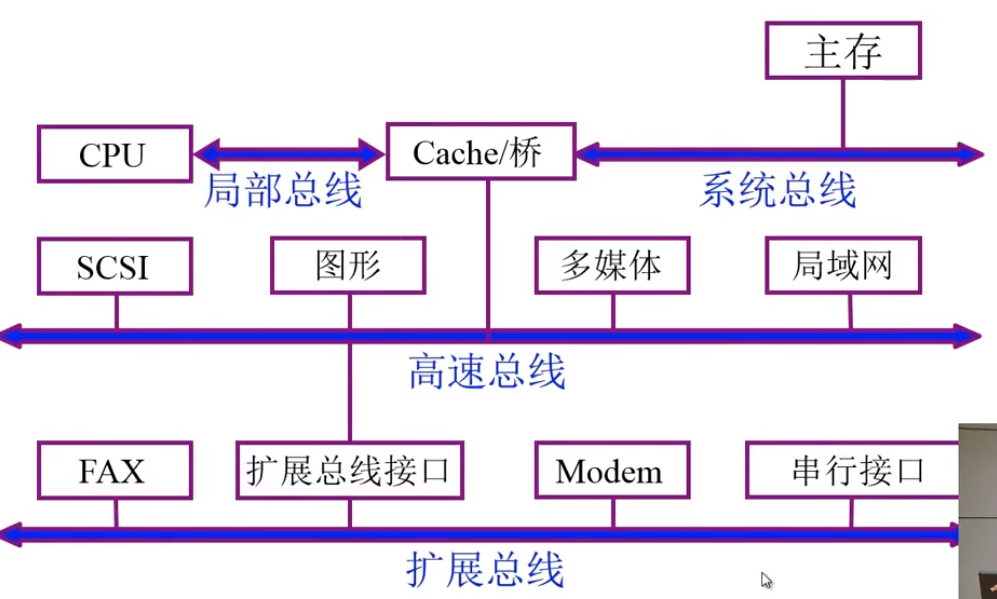 主存
CPU
Cache/桥
局部总线
系统总线
SCSI
图形
多媒体
局域网
高速总线
FAX
扩展总线接口
Modem
串行接口
扩展总线